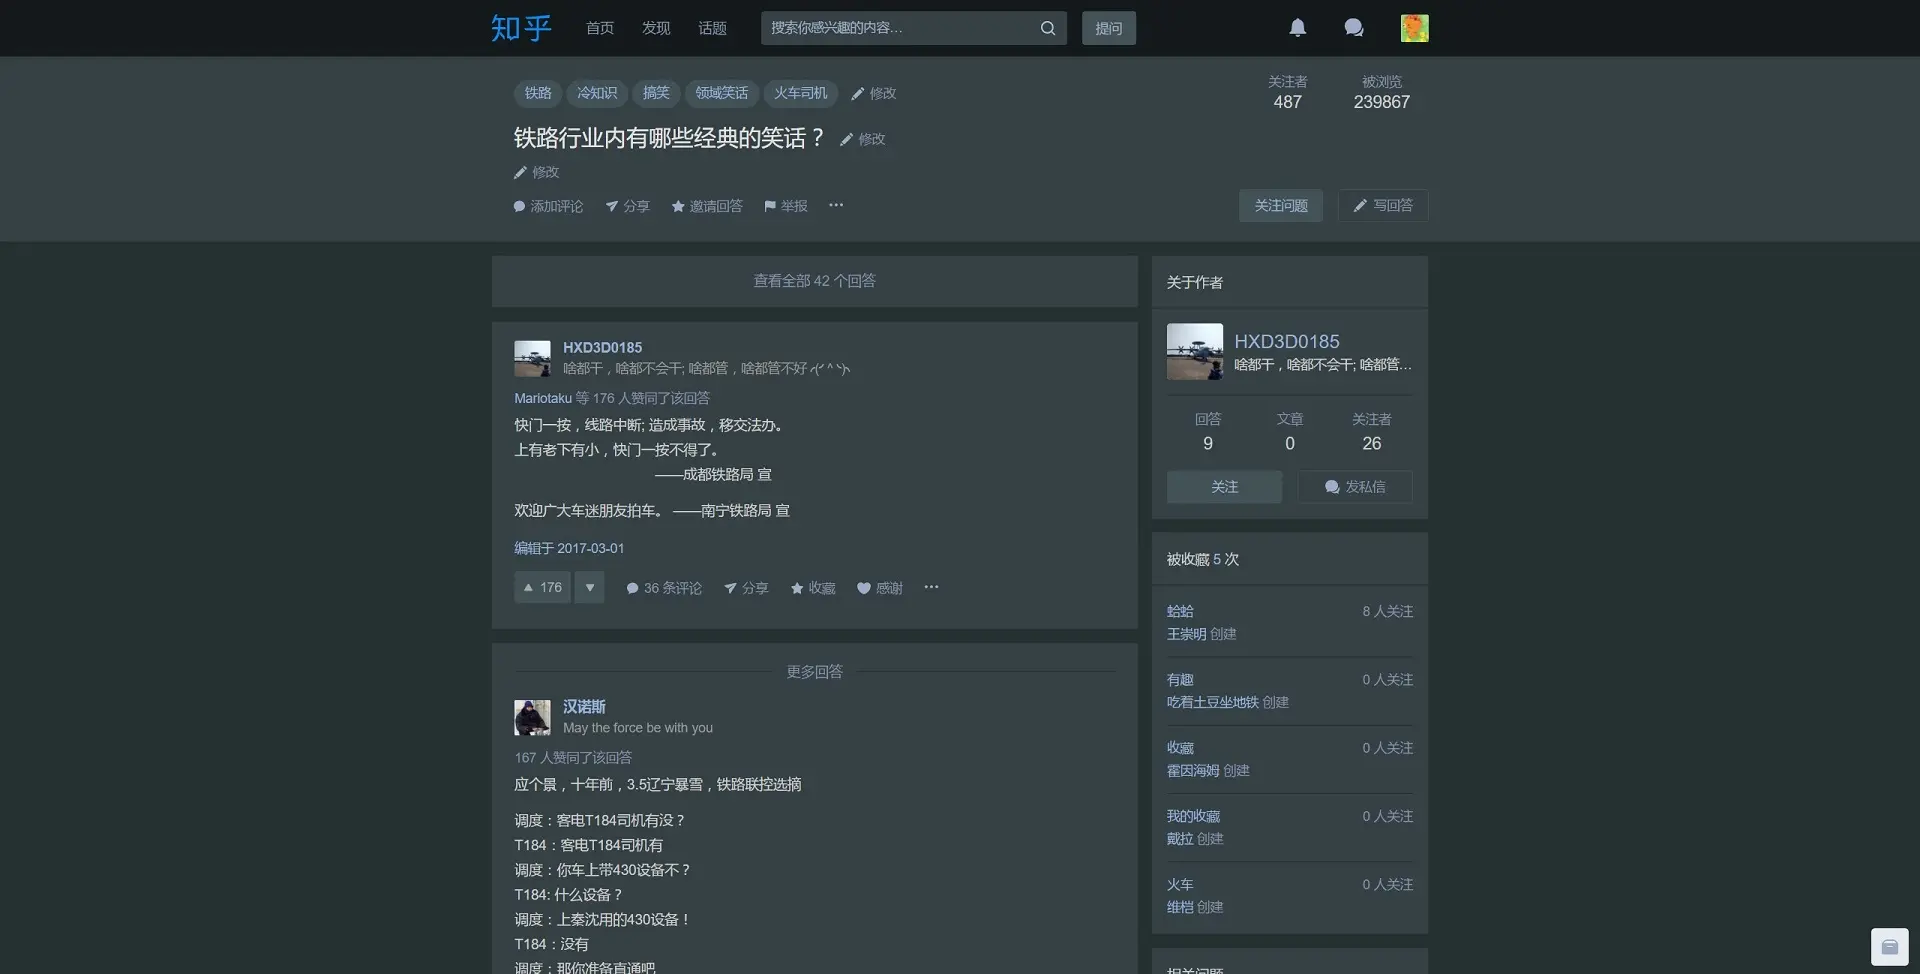 知乎 首页 发现 话题 搜索你感兴趣的内容... 提问
铁路 冷知识 搞笑 领域笑话 火车司机 修改
关注者 被浏览
487 239867
铁路行业内有哪些经典的笑话？ 修改
修改
添加评论 分享 邀请回答 举报 ···
关注问题 写回答
查看全部 42 个回答
HXD3D0185
啥都干，啥都不会干; 啥都管，啥都管不好╭(′^‵)╮
Mariotaku 等 176 人赞同了该回答
快门一按，线路中断; 造成事故，移交法办。
上有老下有小，快门一按不得了。
——成都铁路局 宣
欢迎广大车迷朋友拍车。 ——南宁铁路局 宣
编辑于 2017-03-01
▲ 176 ▼ 36 条评论 分享 收藏 感谢 ···
更多回答
汉诺斯
May the force be with you
167 人赞同了该回答
应个景，十年前，3.5辽宁暴雪，铁路联控选摘
调度：客电T184司机有没？
T184：客电T184司机有
调度：你车上带430设备不？
T184: 什么设备？
调度：上秦沈用的430设备！
T184：没有
调度：那你准备直通吧
关于作者
HXD3D0185
啥都干，啥都不会干; 啥都管...
回答 文章 关注者
9 0 26
关注 发私信
被收藏 5 次
蛤蛤 8 人关注
王崇明 创建
有趣 0 人关注
吃着土豆坐地铁 创建
收藏 0 人关注
霍因海姆 创建
我的收藏 0 人关注
戴拉 创建
火车 0 人关注
维桤 创建
相关问题